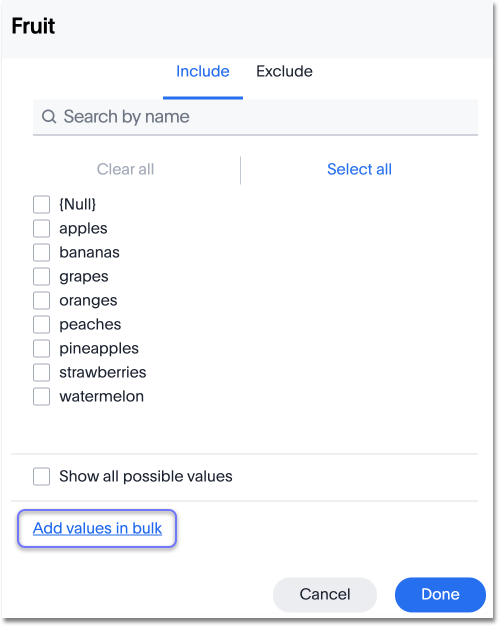 Fruit
Include Exclude
Search by name
Clear all Select all
{Null}
apples
bananas
grapes
oranges
peaches
pineapples
strawberries
watermelon
Show all possible values
Add values in bulk
Cancel Done